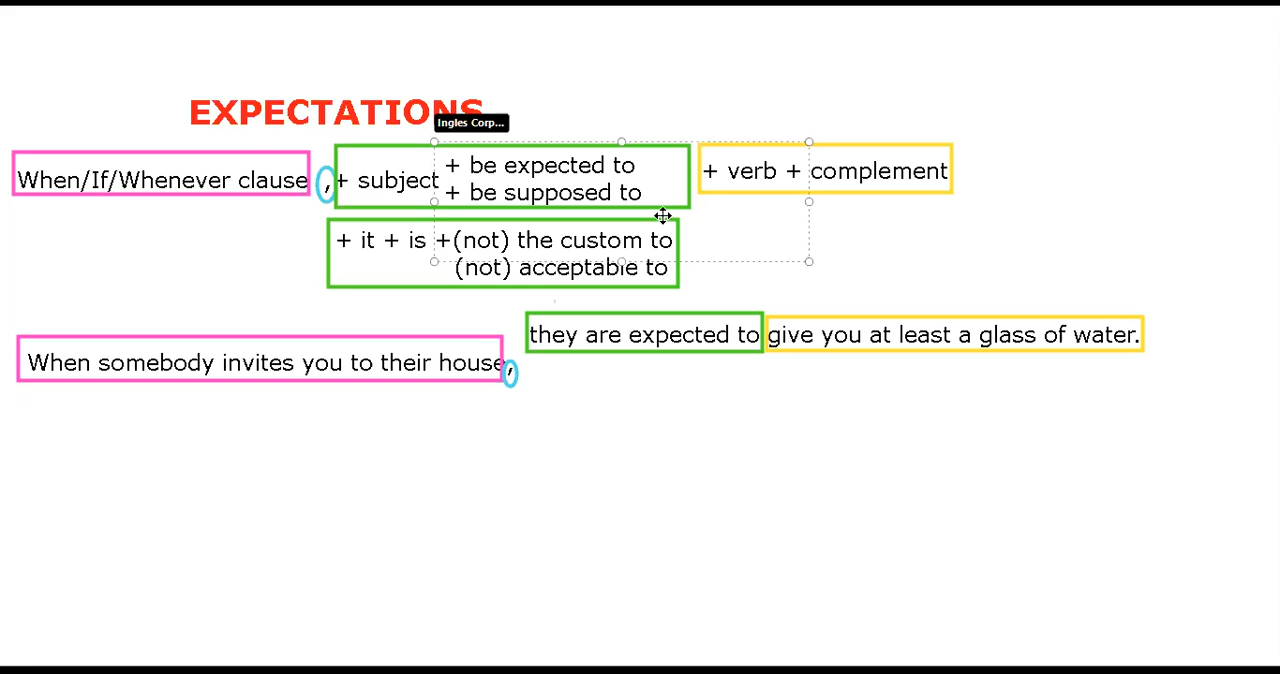 EXPECTATIONS
Ingles Corp...
When/If/Whenever clause , + subject + be expected to + verb + complement
+ be supposed to
+ it + is +(not) the custom to
(not) acceptable to
they are expected to give you at least a glass of water.
When somebody invites you to their house,